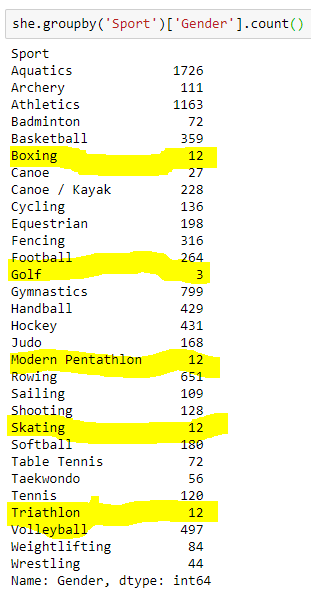 she.groupby('Sport')['Gender'].count()
Sport
Aquatics 1726
Archery 111
Athletics 1163
Badminton 72
Basketball 359
Boxing 12
Canoe 27
Canoe / Kayak 228
Cycling 136
Equestrian 198
Fencing 316
Football 264
Golf 3
Gymnastics 799
Handball 429
Hockey 431
Judo 168
Modern Pentathlon 12
Rowing 651
Sailing 109
Shooting 128
Skating 12
Softball 180
Table Tennis 72
Taekwondo 56
Tennis 120
Triathlon 12
Volleyball 497
Weightlifting 84
Wrestling 44
Name: Gender, dtype: int64